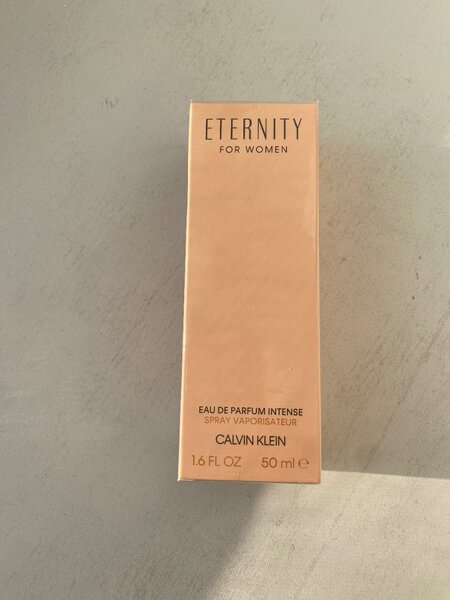 ETERNITY
FOR WOMEN
EAU DE PARFUM INTENSE
SPRAY VAPORISATEUR
CALVIN KLEIN
1.6 FL OZ 50 ml ℮